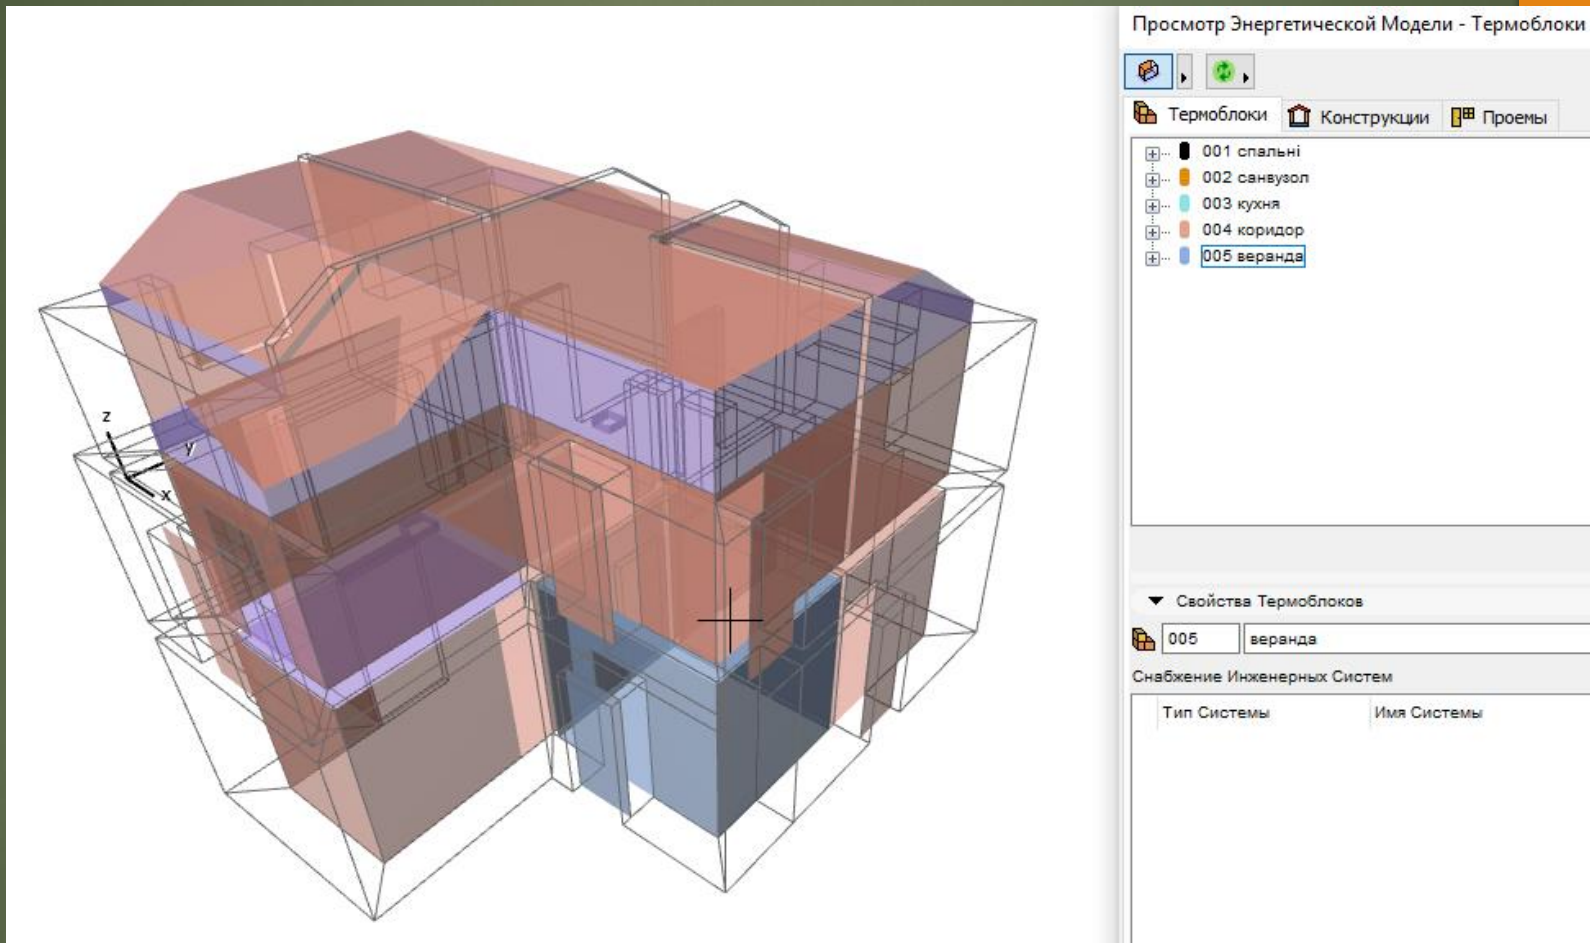 Просмотр Энергетической Модели - Термоблоки
Термоблоки Конструкции Проемы
001 спальні
002 санвузол
003 кухня
004 коридор
005 веранда
z
y
x
Свойства Термоблоков
005 веранда
Снабжение Инженерных Систем
Тип Системы Имя Системы